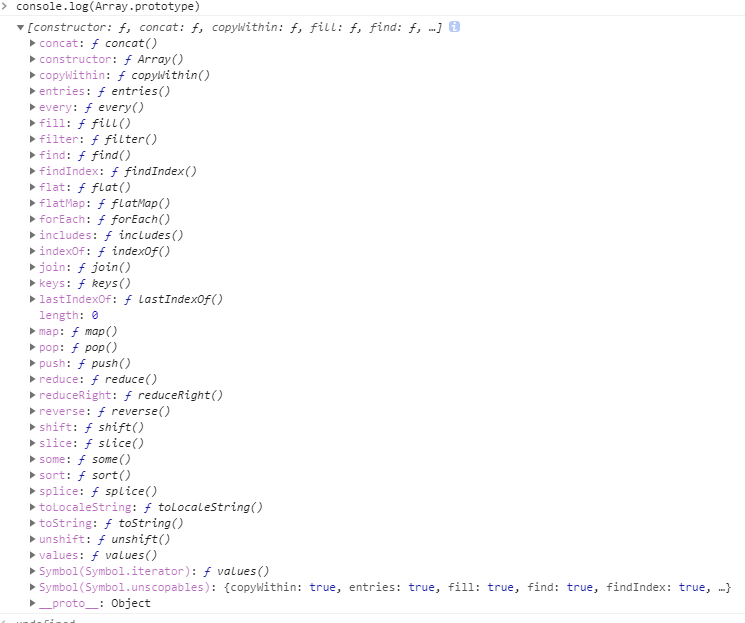 console.log(Array.prototype)
[constructor: ƒ, concat: ƒ, copyWithin: ƒ, fill: ƒ, find: ƒ, …]
concat: ƒ concat()
constructor: ƒ Array()
copyWithin: ƒ copyWithin()
entries: ƒ entries()
every: ƒ every()
fill: ƒ fill()
filter: ƒ filter()
find: ƒ find()
findIndex: ƒ findIndex()
flat: ƒ flat()
flatMap: ƒ flatMap()
forEach: ƒ forEach()
includes: ƒ includes()
indexOf: ƒ indexOf()
join: ƒ join()
keys: ƒ keys()
lastIndexOf: ƒ lastIndexOf()
length: 0
map: ƒ map()
pop: ƒ pop()
push: ƒ push()
reduce: ƒ reduce()
reduceRight: ƒ reduceRight()
reverse: ƒ reverse()
shift: ƒ shift()
slice: ƒ slice()
some: ƒ some()
sort: ƒ sort()
splice: ƒ splice()
toLocaleString: ƒ toLocaleString()
toString: ƒ toString()
unshift: ƒ unshift()
values: ƒ values()
Symbol(Symbol.iterator): ƒ values()
Symbol(Symbol.unscopables): {copyWithin: true, entries: true, fill: true, find: true, findIndex: true, …}
__proto__: Object
undefined